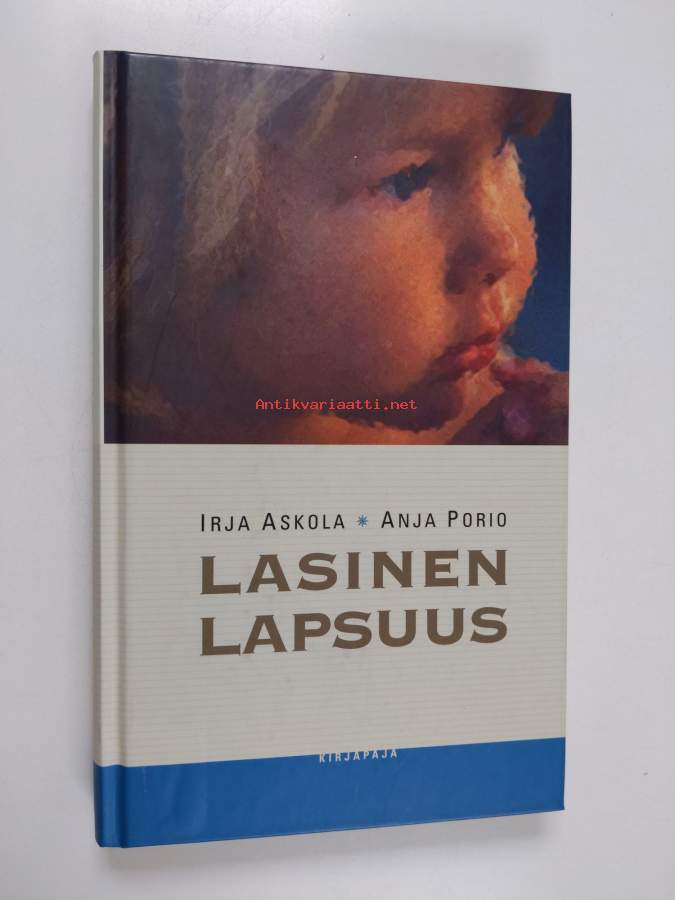 Antikvariaatti.net
IRJA ASKOLA * ANJA PORIO
LASINEN
LAPSUUS
KIRJAPAJA